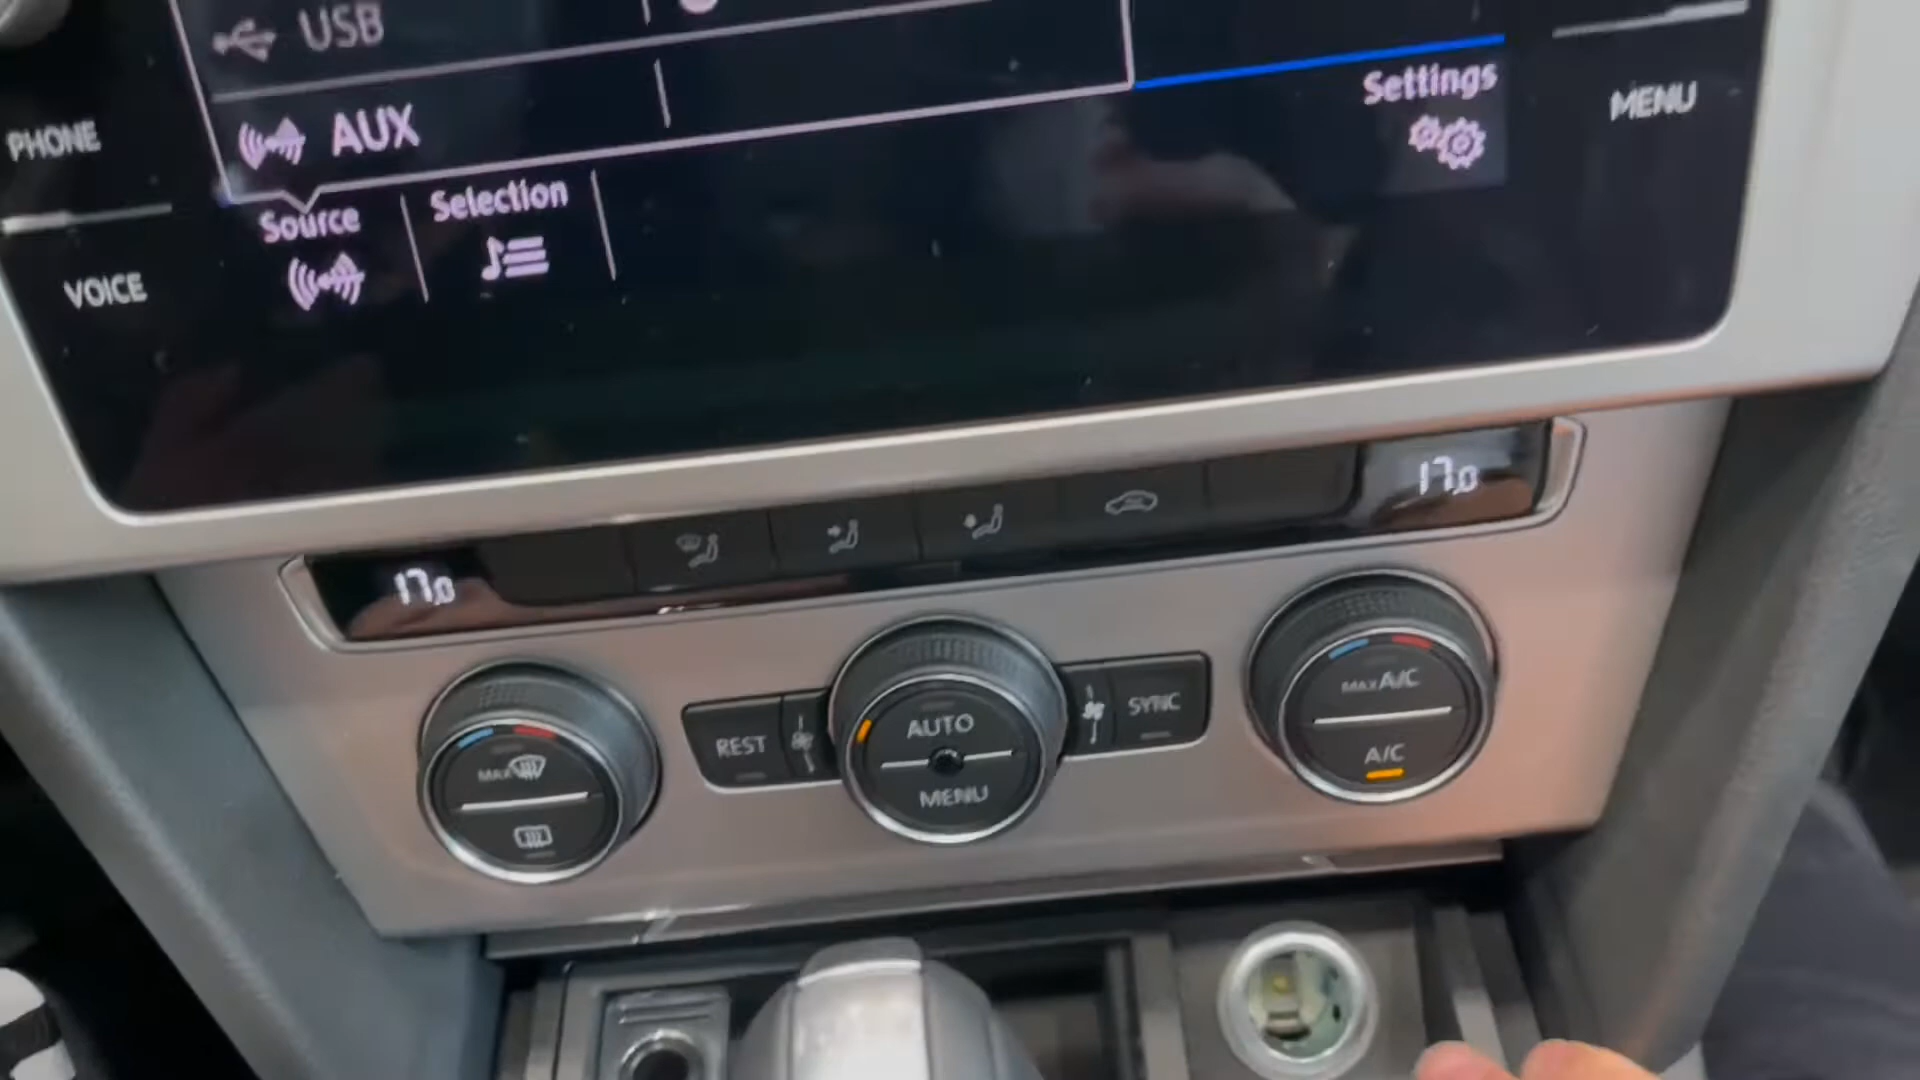 USB
AUX
Settings
MENU
PHONE
Source
Selection
VOICE
17.0
17.0
MAX
REST
AUTO
MENU
SYNC
MAX A/C
A/C